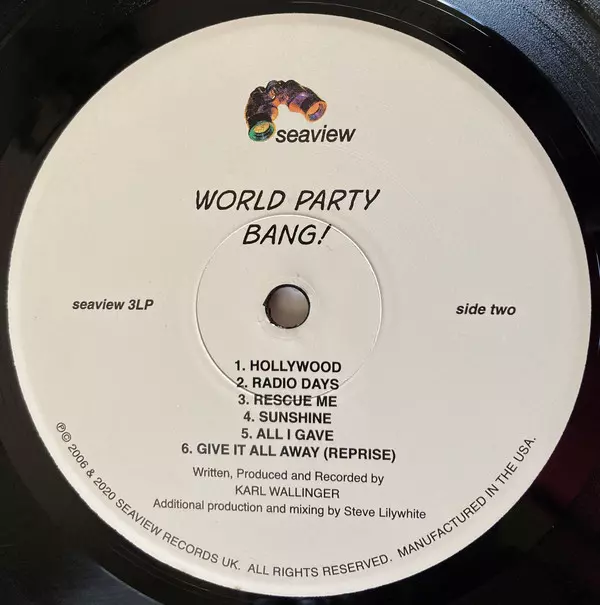 seaview
WORLD PARTY
BANG!
seaview 3LP
side two
1. HOLLYWOOD
2. RADIO DAYS
3. RESCUE ME
4. SUNSHINE
5. ALL I GAVE
6. GIVE IT ALL AWAY (REPRISE)
Written, Produced and Recorded by
KARL WALLINGER
Additional production and mixing by Steve Lilywhite
℗© 2006 & 2020 SEAVIEW RECORDS UK. ALL RIGHTS RESERVED. MANUFACTURED IN THE USA.